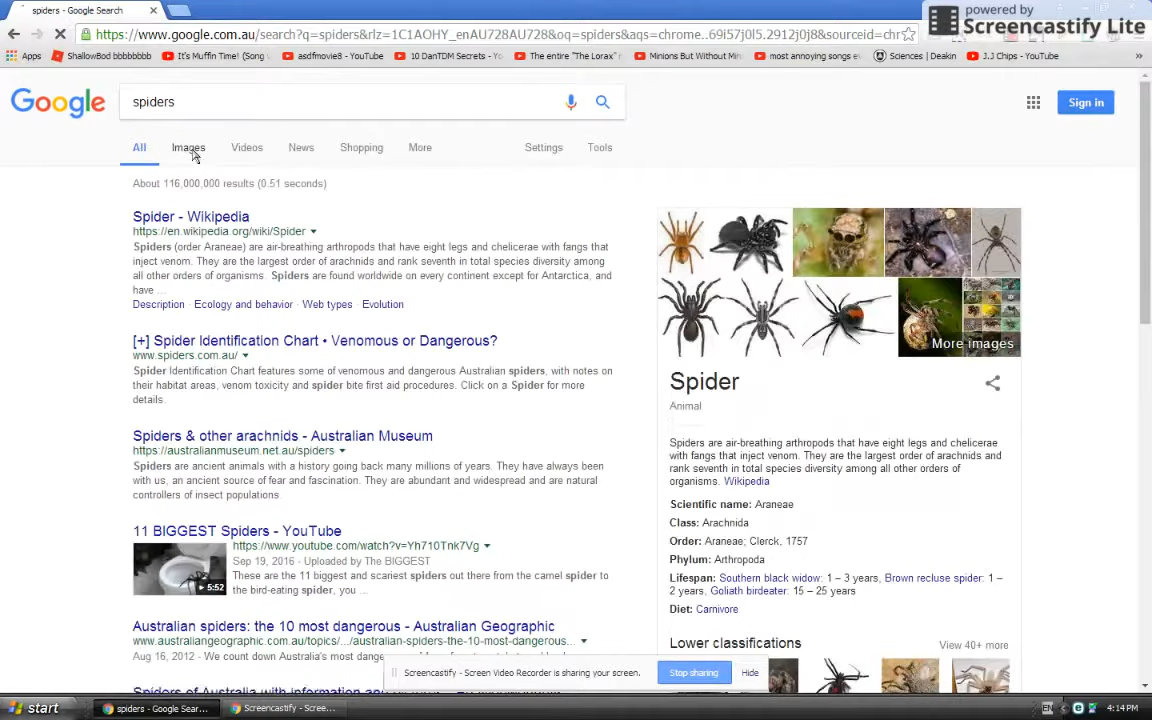 spiders - Google Search
powered by
Screencastify Lite
https://www.google.com.au/search?q=spiders&rlz=1C1AOHY_enAU728AU728&oq=spiders&aqs=chrome..69i57j0l5.2912j0j8&sourceid=chr
Apps ShallowBod bbbbbbbb It's Muffin Time! (Song asdfmovie8 - YouTube 10 DanTDM Secrets - Yo The entire "The Lorax" Minions But Without Min most annoying songs e Sciences | Deakin J.J Chips - YouTube
Google
spiders
Sign in
All Images Videos News Shopping More Settings Tools
About 116,000,000 results (0.51 seconds)
Spider - Wikipedia
https://en.wikipedia.org/wiki/Spider
Spiders (order Araneae) are air-breathing arthropods that have eight legs and chelicerae with fangs that
inject venom. They are the largest order of arachnids and rank seventh in total species diversity among
all other orders of organisms. Spiders are found worldwide on every continent except for Antarctica, and
have ...
Description · Ecology and behavior · Web types · Evolution
[+] Spider Identification Chart • Venomous or Dangerous?
www.spiders.com.au/
Spider Identification Chart features some of venomous and dangerous Australian spiders, with notes on
their habitat areas, venom toxicity and spider bite first aid procedures. Click on a Spider for more
details.
Spiders & other arachnids - Australian Museum
https://australianmuseum.net.au/spiders
Spiders are ancient animals with a history going back many millions of years. They have always been
with us, an ancient source of fear and fascination. They are abundant and widespread and are natural
controllers of insect populations.
11 BIGGEST Spiders - YouTube
https://www.youtube.com/watch?v=Yh710Tnk7Vg
Sep 19, 2016 - Uploaded by The BIGGEST
These are the 11 biggest and scariest spiders out there from the camel spider to
the bird-eating spider, you ...
5:52
Australian spiders: the 10 most dangerous - Australian Geographic
www.australiangeographic.com.au/topics/.../australian-spiders-the-10-most-dangerous...
Aug 16, 2012 - We count down Australia's most dange
Spiders of Australia with information
More images
Spider
Animal
Spiders are air-breathing arthropods that have eight legs and chelicerae
with fangs that inject venom. They are the largest order of arachnids and
rank seventh in total species diversity among all other orders of
organisms. Wikipedia
Scientific name: Araneae
Class: Arachnida
Order: Araneae; Clerck, 1757
Phylum: Arthropoda
Lifespan: Southern black widow: 1 – 3 years, Brown recluse spider: 1 –
2 years, Goliath birdeater: 15 – 25 years
Diet: Carnivore
Lower classifications
View 40+ more
Screencastify - Screen Video Recorder is sharing your screen. Stop sharing Hide
start spiders - Google Sear... Screencastify - Scree... EN 4:14 PM